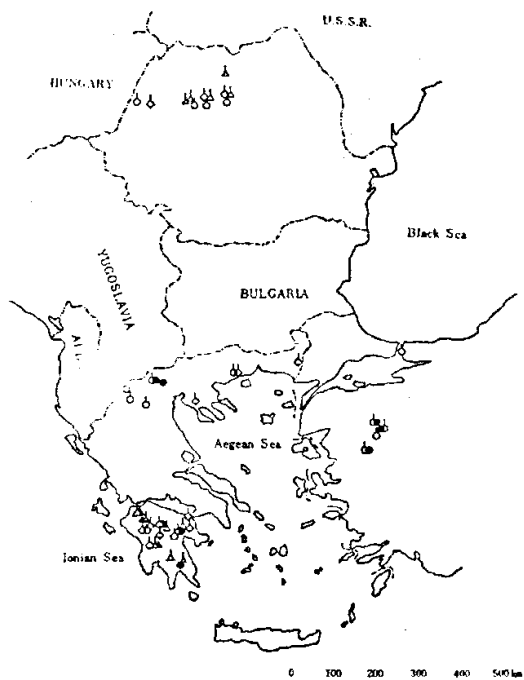 U.S.S.R.
HUNGARY
Black Sea
YUGOSLAVIA
BULGARIA
Aegean Sea
Ionian Sea
0 100 200 300 400 500 km